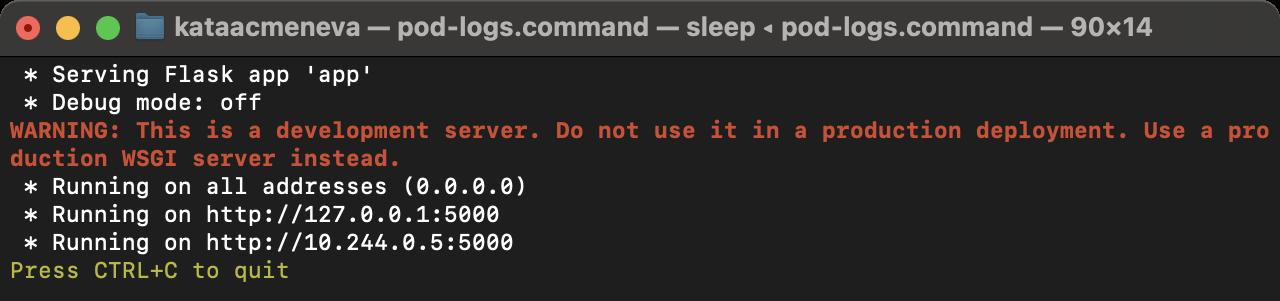 kataacmeneva — pod-logs.command — sleep ◂ pod-logs.command — 90×14
 * Serving Flask app 'app'
 * Debug mode: off
WARNING: This is a development server. Do not use it in a production deployment. Use a pro
duction WSGI server instead.
 * Running on all addresses (0.0.0.0)
 * Running on http://127.0.0.1:5000
 * Running on http://10.244.0.5:5000
Press CTRL+C to quit